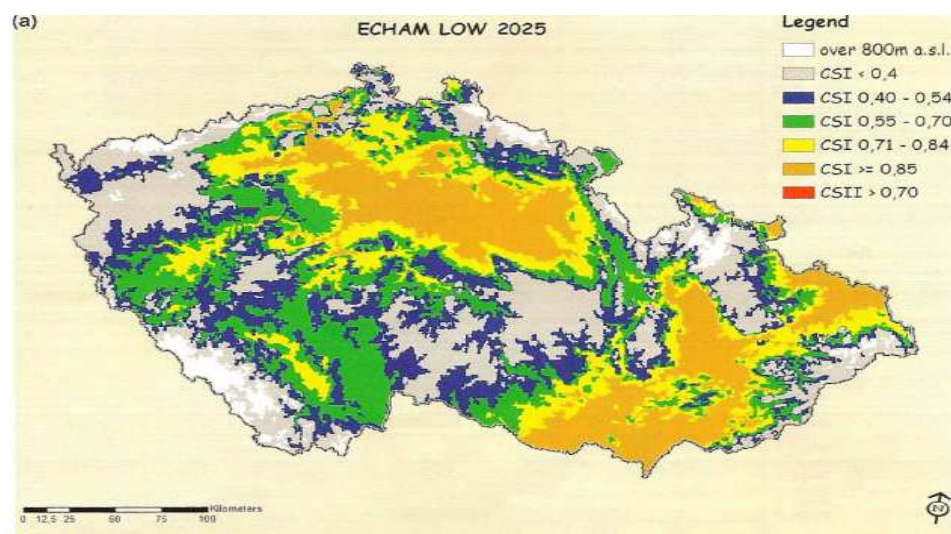 (a)
ECHAM LOW 2025
Legend
over 800m a.s.l.
CSI < 0,4
CSI 0,40 - 0,54
CSI 0,55 - 0,70
CSI 0,71 - 0,84
CSI >= 0,85
CSII > 0,70
Kilometers
0 12,5 25 50 75 100
N